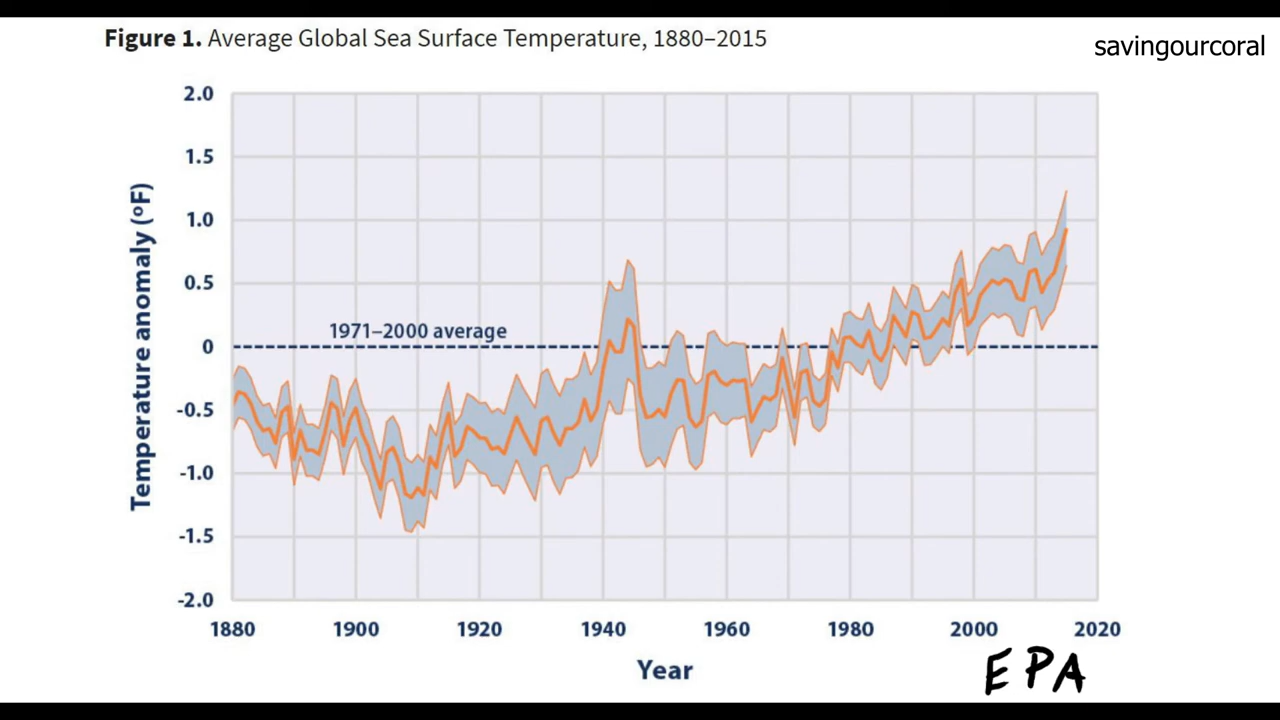 Figure 1. Average Global Sea Surface Temperature, 1880–2015
savingourcoral
Temperature anomaly (°F)
2.0
1.5
1.0
0.5
0
-0.5
-1.0
-1.5
-2.0
1971–2000 average
1880 1900 1920 1940 1960 1980 2000 2020
Year
EPA